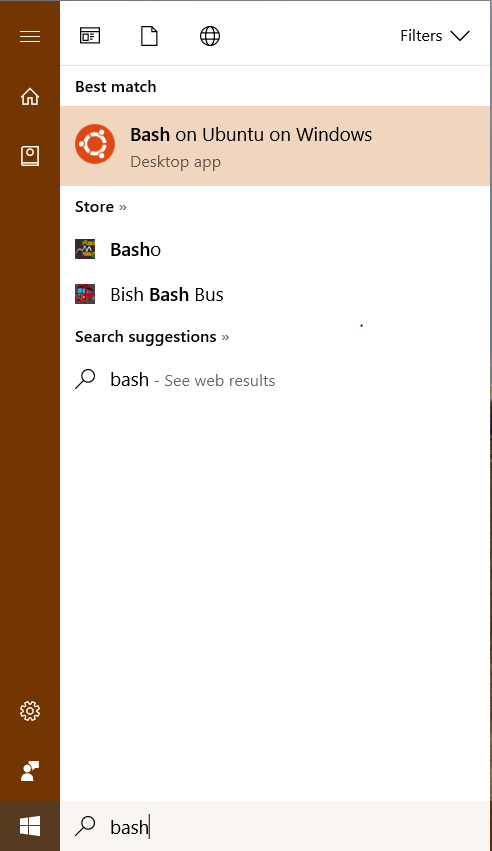 Filters
Best match
Bash on Ubuntu on Windows
Desktop app
Store »
Basho
Bish Bash Bus
Search suggestions »
bash - See web results
bash